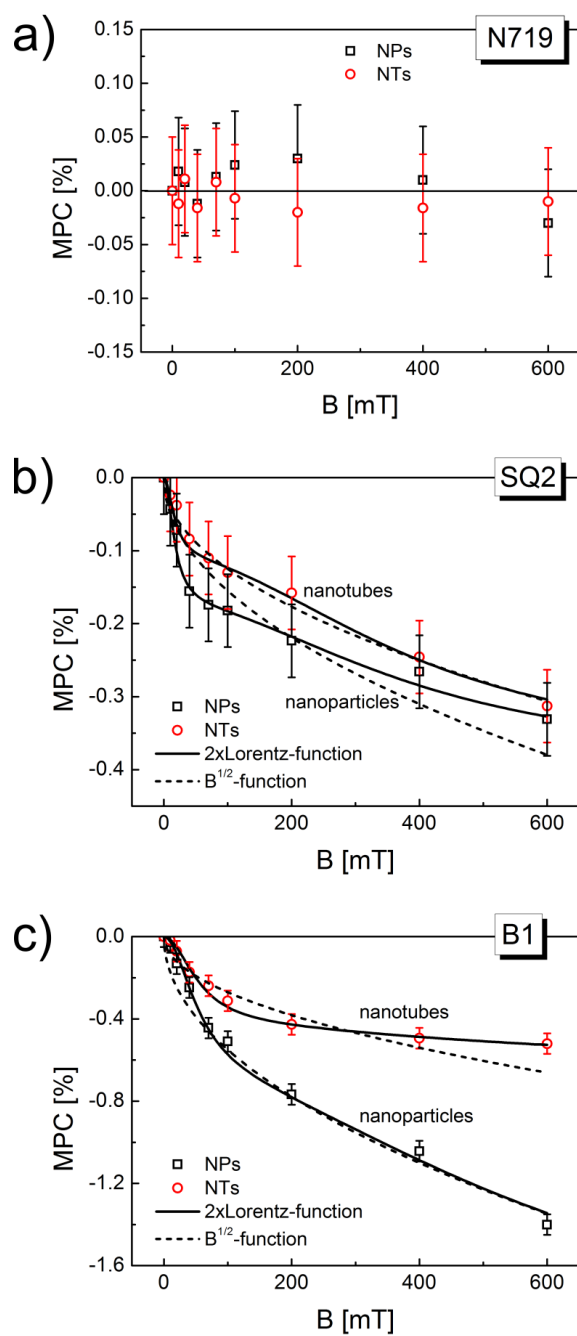 a)
N719
NPs
NTs
MPC [%]
0.15
0.10
0.05
0.00
-0.05
-0.10
-0.15
0
200
400
600
B [mT]
b)
SQ2
MPC [%]
0.0
-0.1
-0.2
-0.3
-0.4
nanotubes
nanoparticles
NPs
NTs
2xLorentz-function
B1/2-function
0
200
400
600
B [mT]
c)
B1
MPC [%]
0.0
-0.4
-0.8
-1.2
-1.6
nanotubes
nanoparticles
NPs
NTs
2xLorentz-function
B1/2-function
0
200
400
600
B [mT]